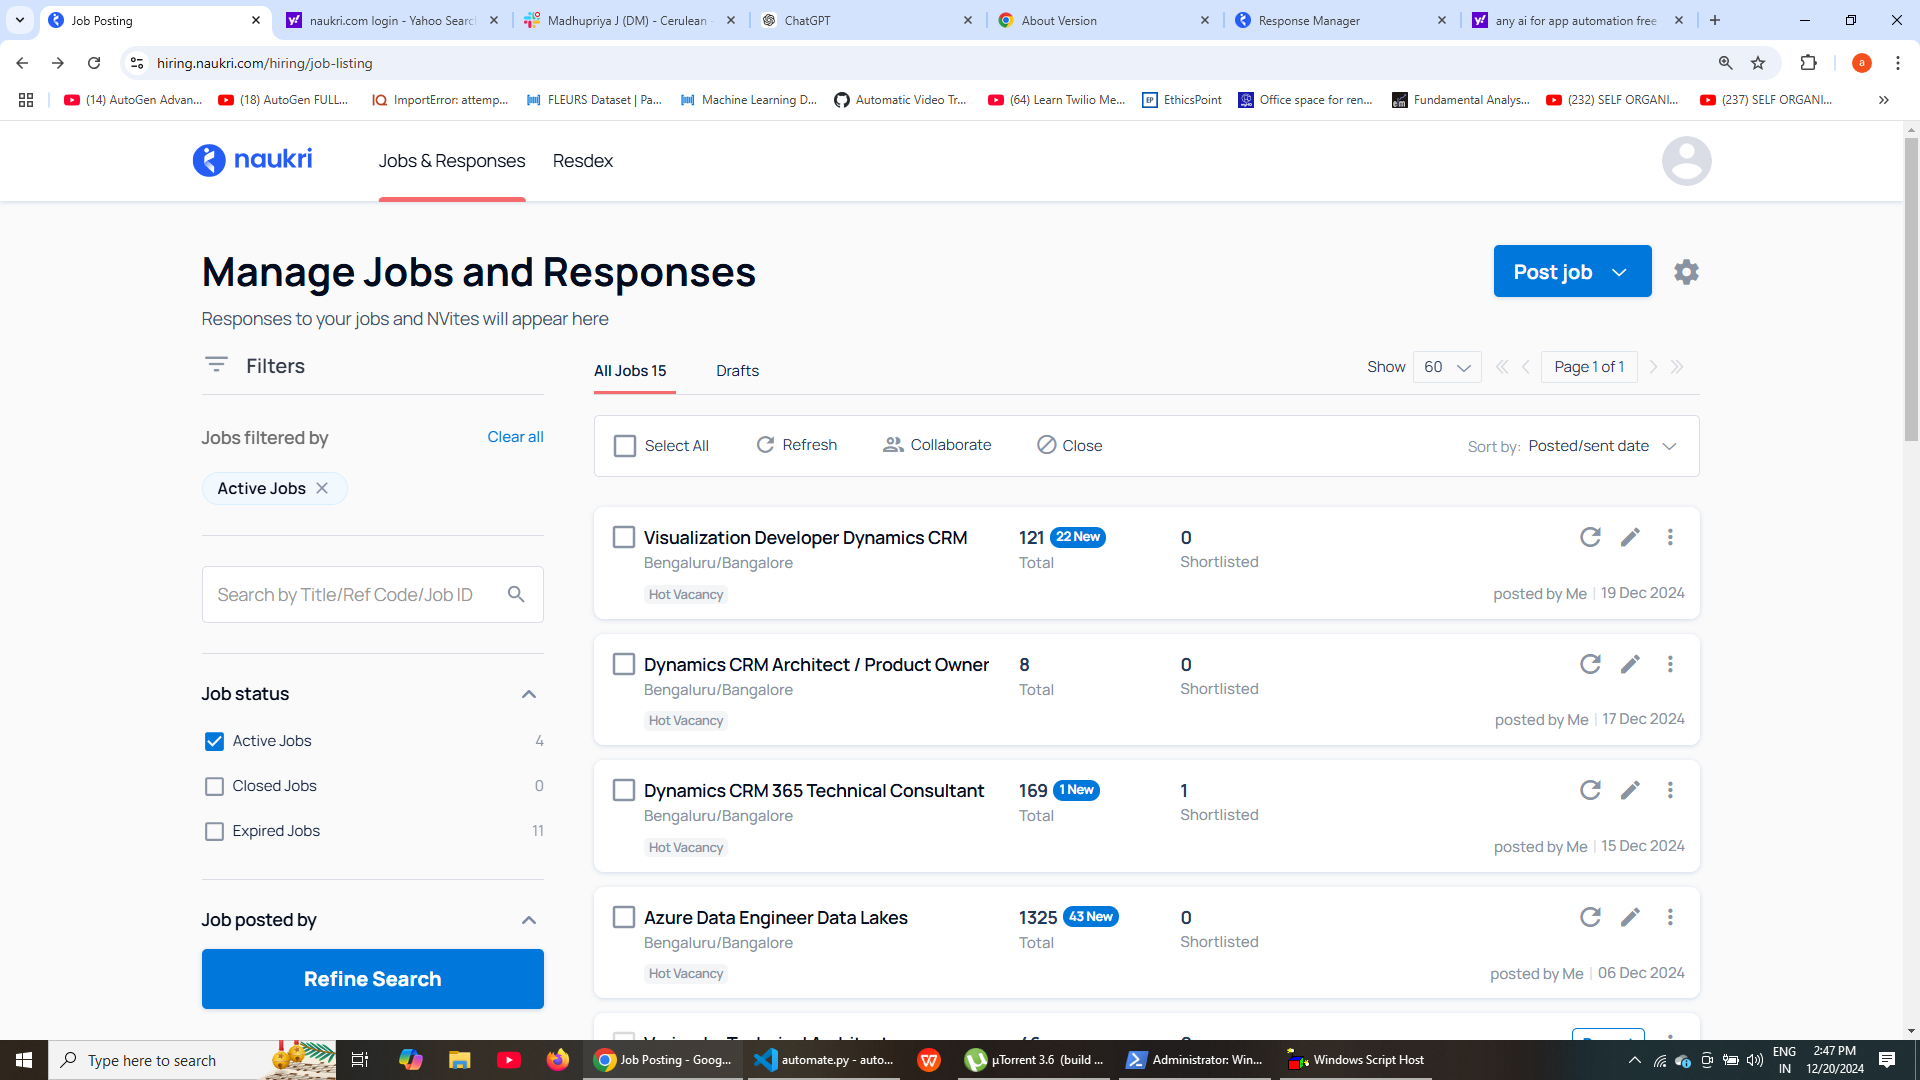 Job Posting
naukri.com login - Yahoo Searc
Madhupriya J (DM) - Cerulean
ChatGPT
About Version
Response Manager
any ai for app automation free
hiring.naukri.com/hiring/job-listing
a
(14) AutoGen Advan...
(18) AutoGen FULL...
ImportError: attemp...
FLEURS Dataset | Pa...
Machine Learning D...
Automatic Video Tr...
(64) Learn Twilio Me...
EthicsPoint
Office space for ren...
Fundamental Analys...
(232) SELF ORGANI...
(237) SELF ORGANI...
naukri
Jobs & Responses
Resdex
Manage Jobs and Responses
Post job
Responses to your jobs and NVites will appear here
Filters
All Jobs 15
Drafts
Show
60
Page 1 of 1
Jobs filtered by
Clear all
Active Jobs
Select All
Refresh
Collaborate
Close
Sort by: Posted/sent date
Search by Title/Ref Code/Job ID
Job status
Active Jobs 4
Closed Jobs 0
Expired Jobs 11
Job posted by
Refine Search
Visualization Developer Dynamics CRM
121 22 New
0
Bengaluru/Bangalore
Total
Shortlisted
Hot Vacancy
posted by Me | 19 Dec 2024
Dynamics CRM Architect / Product Owner
8
0
Bengaluru/Bangalore
Total
Shortlisted
Hot Vacancy
posted by Me | 17 Dec 2024
Dynamics CRM 365 Technical Consultant
169 1 New
1
Bengaluru/Bangalore
Total
Shortlisted
Hot Vacancy
posted by Me | 15 Dec 2024
Azure Data Engineer Data Lakes
1325 43 New
0
Bengaluru/Bangalore
Total
Shortlisted
Hot Vacancy
posted by Me | 06 Dec 2024
Type here to search
Job Posting - Goog...
automate.py - auto...
µTorrent 3.6 (build ...
Administrator: Win...
Windows Script Host
ENG
IN
2:47 PM
12/20/2024